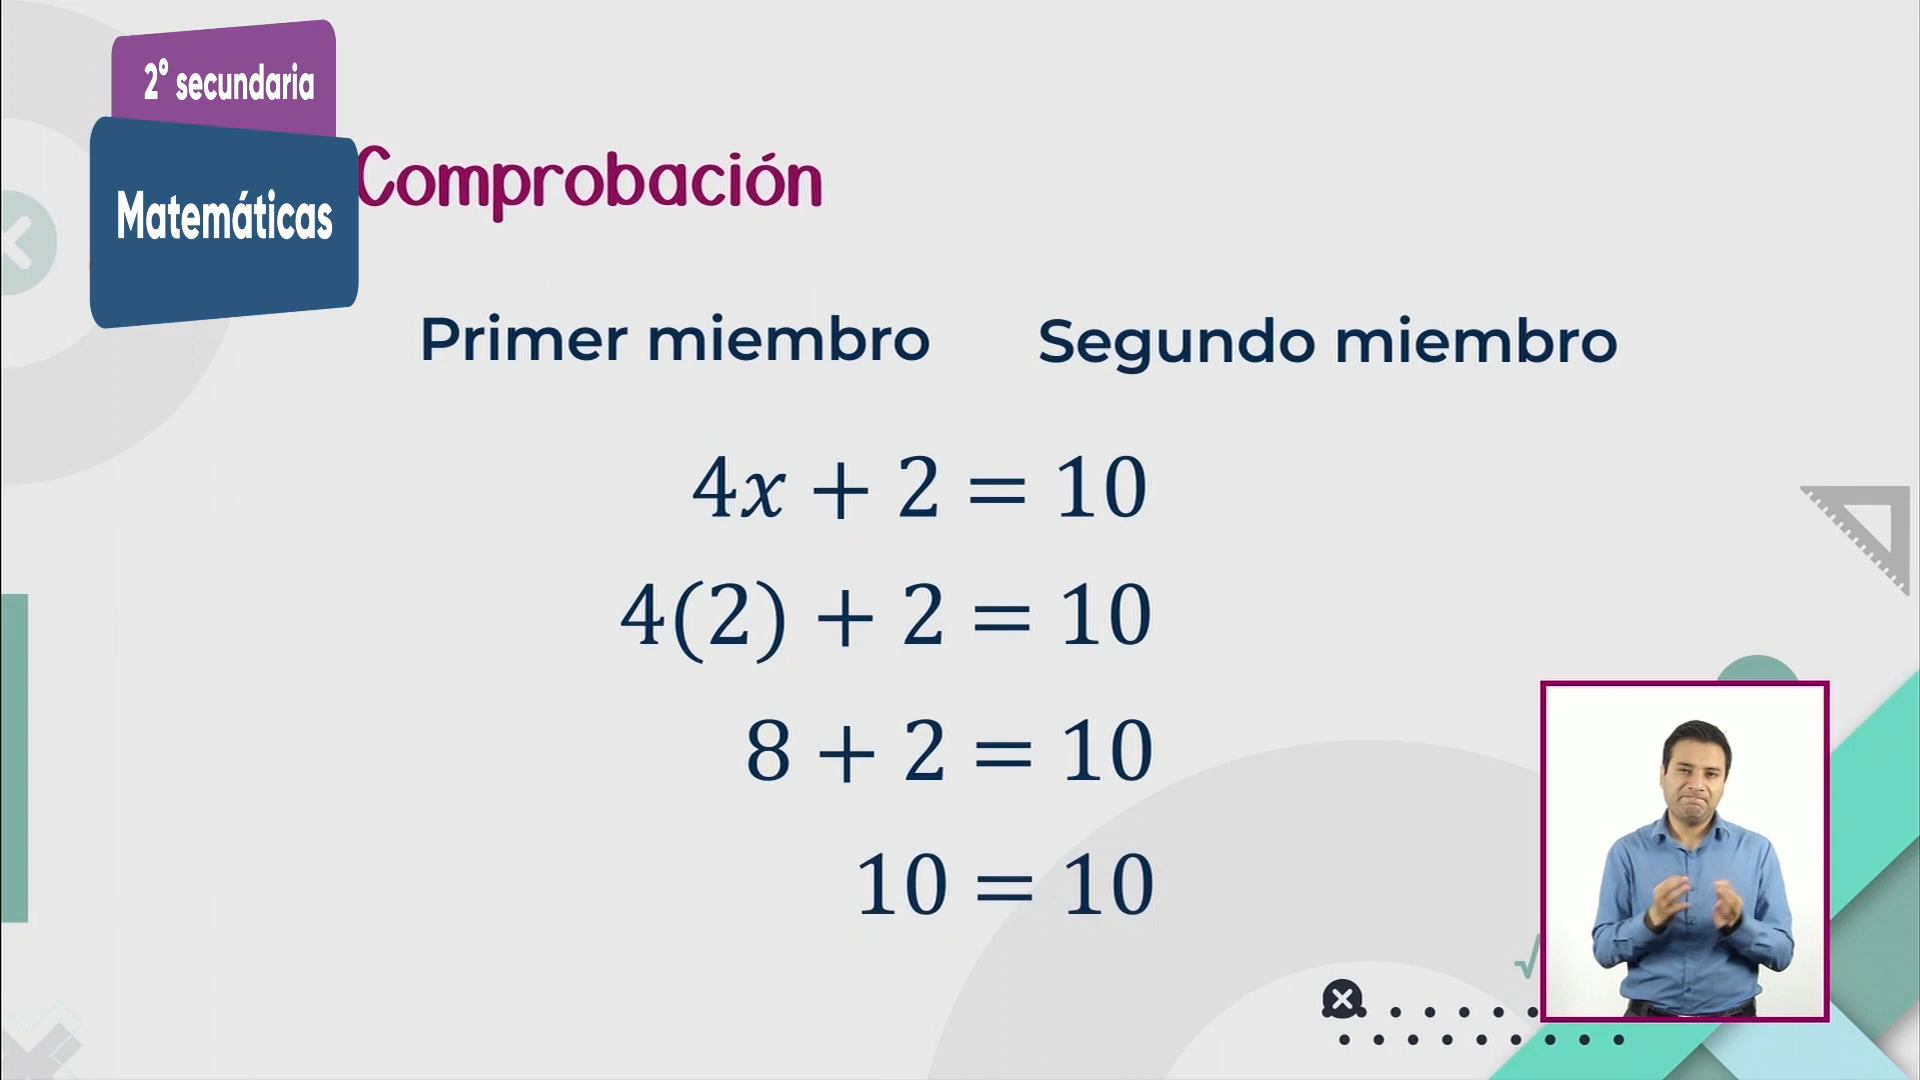 2° secundaria
Matemáticas
Comprobación
Primer miembro Segundo miembro
4x + 2 = 10
4(2) + 2 = 10
8 + 2 = 10
10 = 10